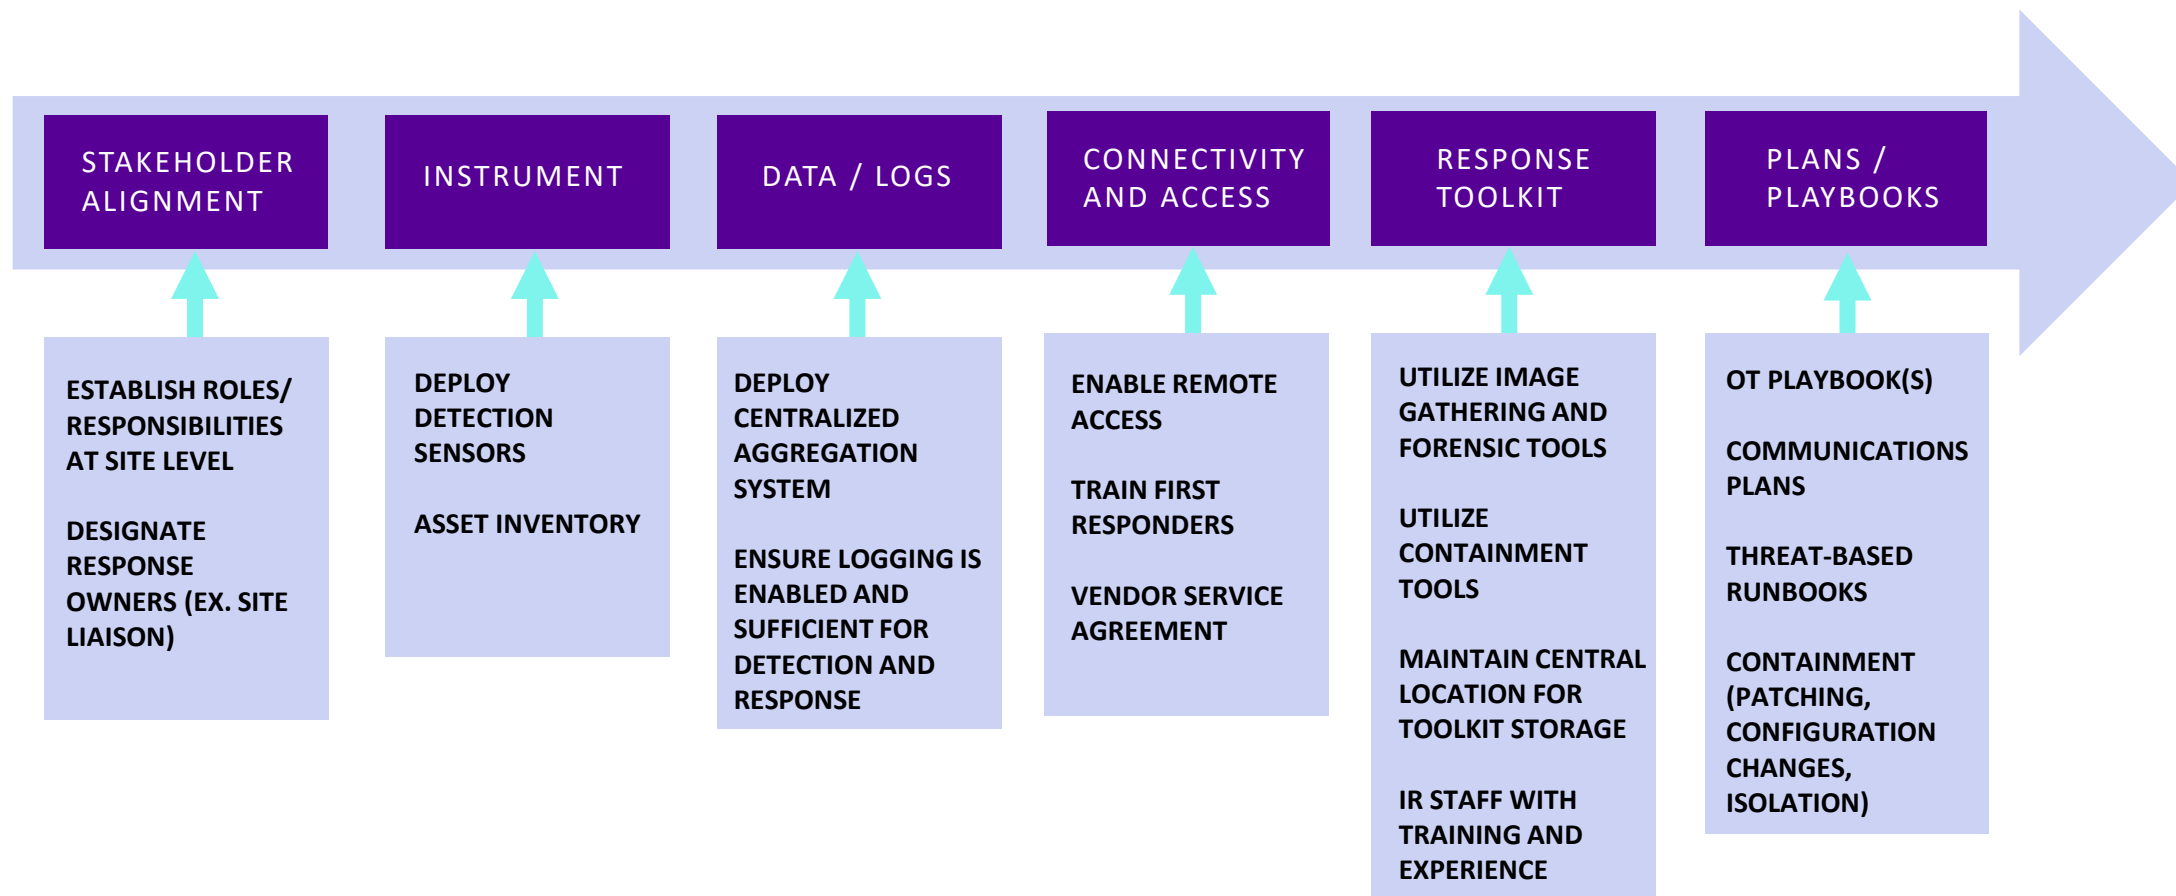 STAKEHOLDER
ALIGNMENT
INSTRUMENT
DATA / LOGS
CONNECTIVITY
AND ACCESS
RESPONSE
TOOLKIT
PLANS /
PLAYBOOKS
ESTABLISH ROLES/
RESPONSIBILITIES
AT SITE LEVEL
DESIGNATE
RESPONSE
OWNERS (EX. SITE
LIAISON)
DEPLOY
DETECTION
SENSORS
ASSET INVENTORY
DEPLOY
CENTRALIZED
AGGREGATION
SYSTEM
ENSURE LOGGING IS
ENABLED AND
SUFFICIENT FOR
DETECTION AND
RESPONSE
ENABLE REMOTE
ACCESS
TRAIN FIRST
RESPONDERS
VENDOR SERVICE
AGREEMENT
UTILIZE IMAGE
GATHERING AND
FORENSIC TOOLS
UTILIZE
CONTAINMENT
TOOLS
MAINTAIN CENTRAL
LOCATION FOR
TOOLKIT STORAGE
IR STAFF WITH
TRAINING AND
EXPERIENCE
OT PLAYBOOK(S)
COMMUNICATIONS
PLANS
THREAT-BASED
RUNBOOKS
CONTAINMENT
(PATCHING,
CONFIGURATION
CHANGES,
ISOLATION)